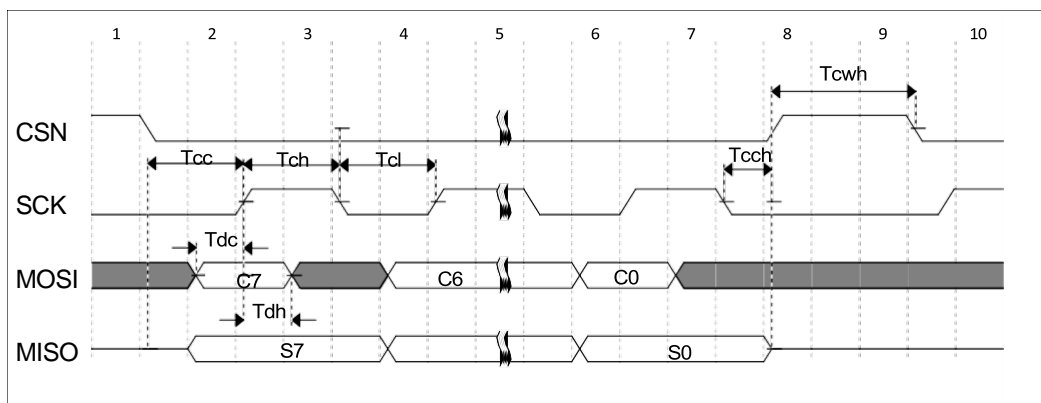 1 2 3 4 5 6 7 8 9 10
Tcwh
CSN
Tcc Tch Tcl Tcch
SCK
Tdc
MOSI C7 C6 C0
Tdh
MISO S7 S0